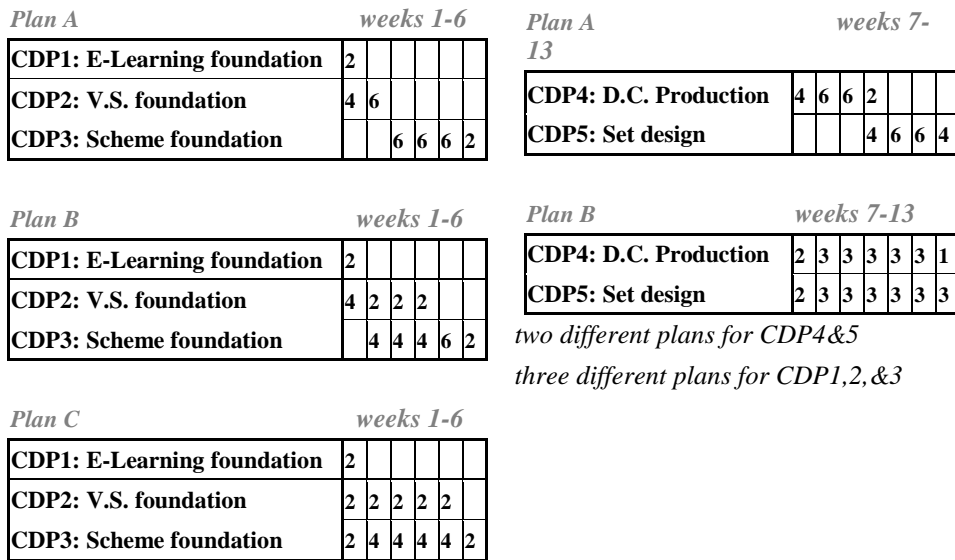 Plan A weeks 1-6
CDP1: E-Learning foundation 2
CDP2: V.S. foundation 4 6
CDP3: Scheme foundation 6 6 6 2
Plan B weeks 1-6
CDP1: E-Learning foundation 2
CDP2: V.S. foundation 4 2 2 2
CDP3: Scheme foundation 4 4 4 6 2
Plan C weeks 1-6
CDP1: E-Learning foundation 2
CDP2: V.S. foundation 2 2 2 2 2
CDP3: Scheme foundation 2 4 4 4 4 2
Plan A weeks 7-
13
CDP4: D.C. Production 4 6 6 2
CDP5: Set design 4 6 6 4
Plan B weeks 7-13
CDP4: D.C. Production 2 3 3 3 3 3 1
CDP5: Set design 2 3 3 3 3 3 3
two different plans for CDP4&5
three different plans for CDP1,2,&3